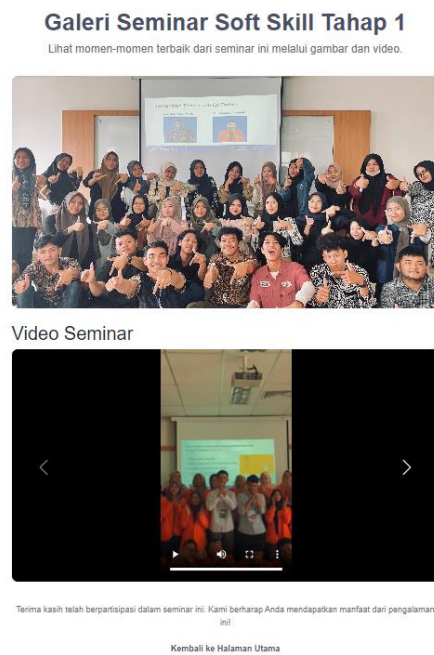 Galeri Seminar Soft Skill Tahap 1
Lihat momen-momen terbaik dari seminar ini melalui gambar dan video.
Video Seminar
Terima kasih telah berpartisipasi dalam seminar ini. Kami berharap Anda mendapatkan manfaat dari pengalaman
ini!
Kembali ke Halaman Utama